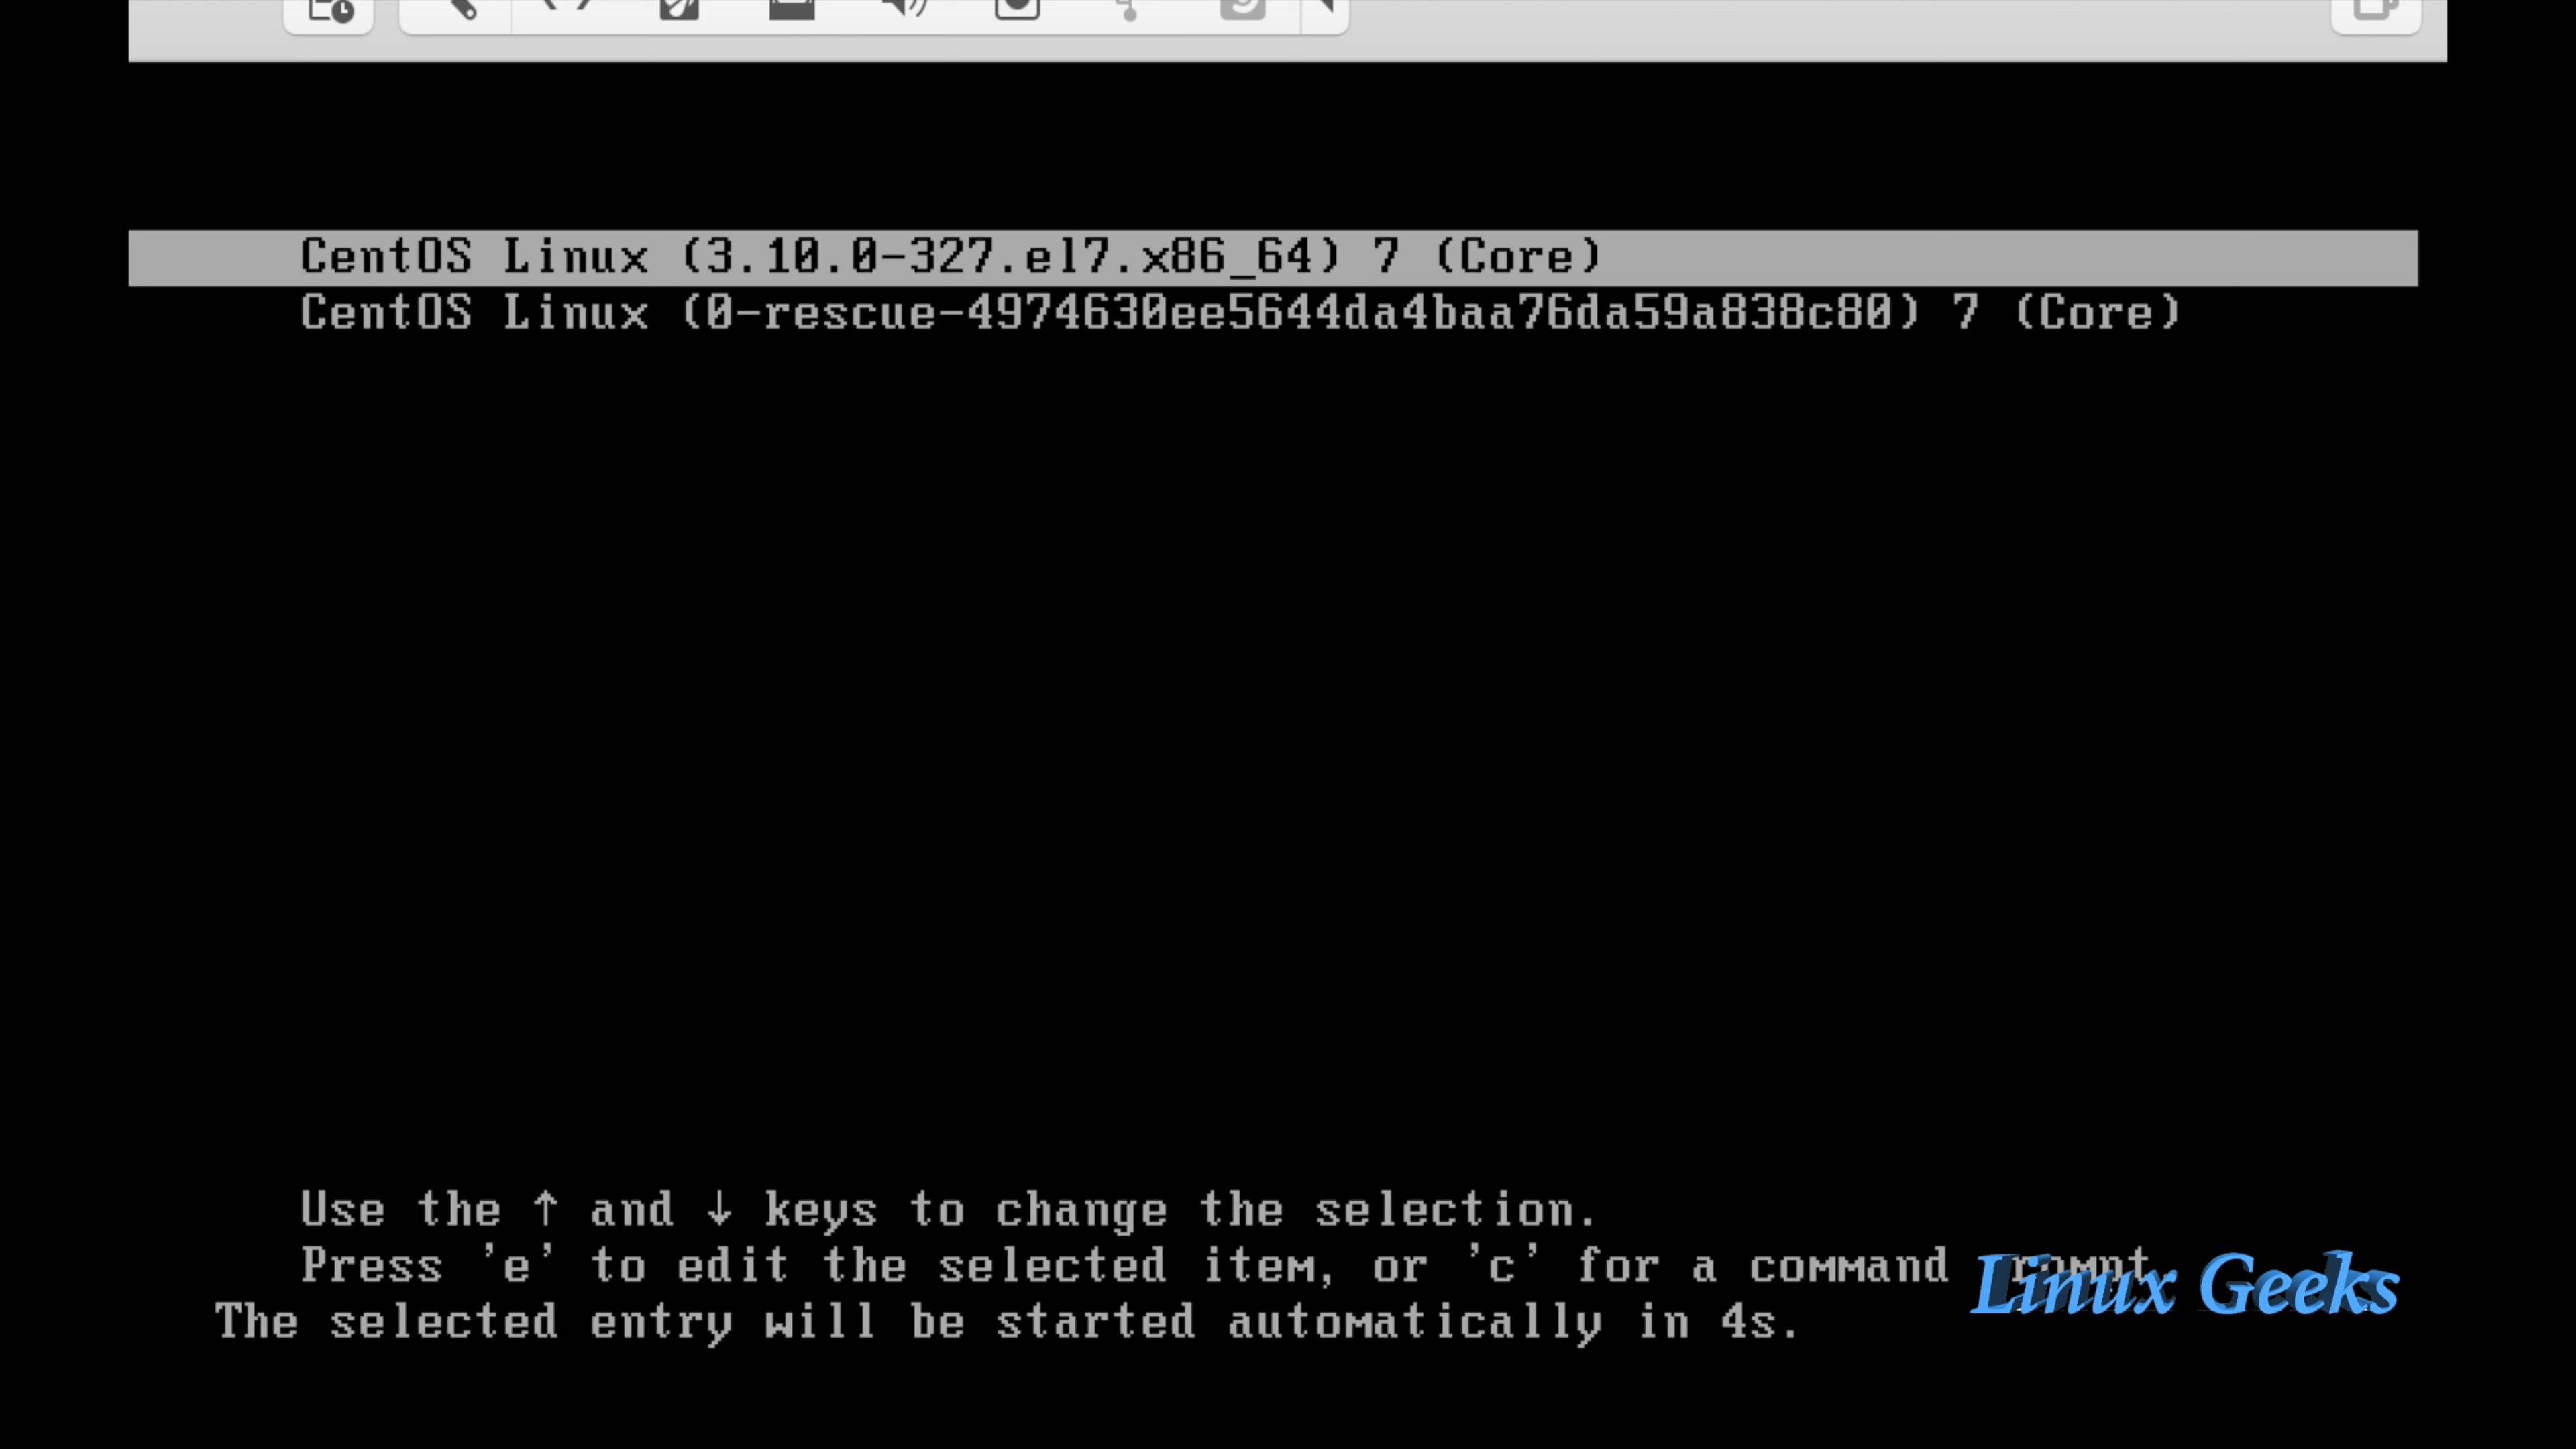 CentOS Linux (3.10.0-327.el7.x86_64) 7 (Core)
CentOS Linux (0-rescue-4974630ee5644da4baa76da59a838c80) 7 (Core)
Use the ↑ and ↓ keys to change the selection.
Press 'e' to edit the selected item, or 'c' for a command
Linux Geeks
The selected entry will be started automatically in 4s.